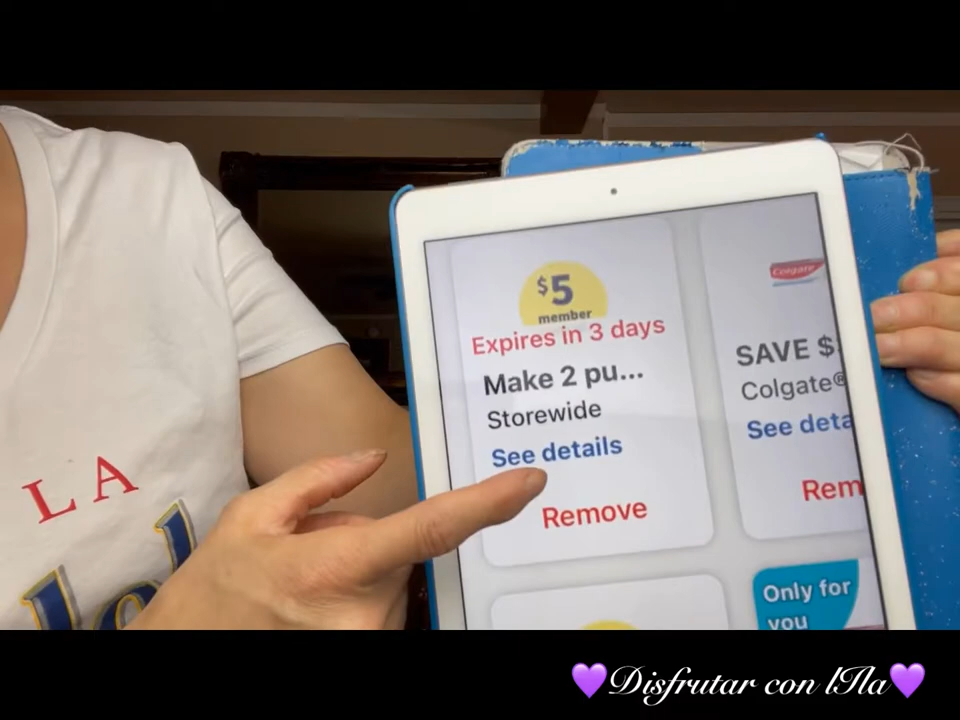 $5
member
Expires in 3 days
Make 2 pu...
Storewide
See details
Remove
Colgate
SAVE $
Colgate®
See deta
Rem
Only for
you
LA
Disfrutar con lIla